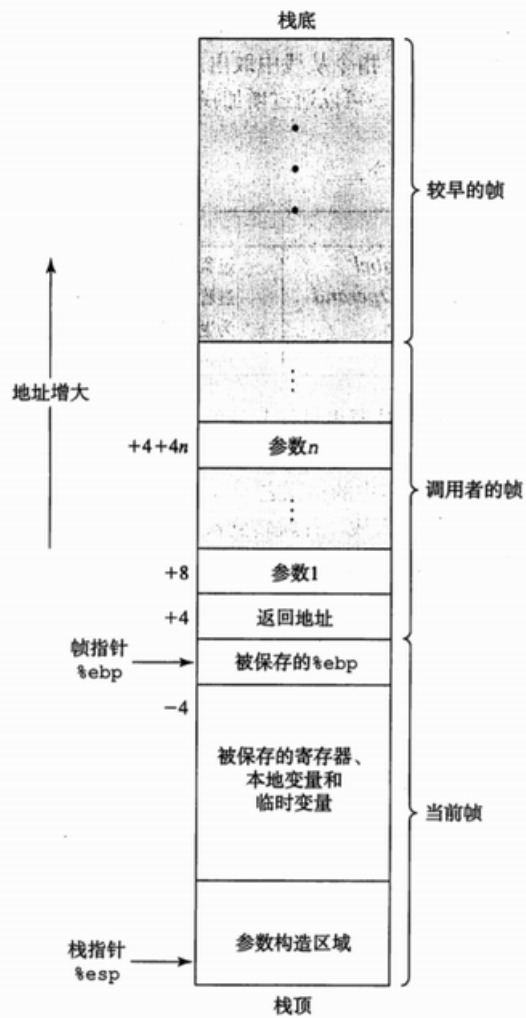 栈底
较早的帧
地址增大
+4+4n
参数n
调用者的帧
+8
参数1
+4
返回地址
帧指针
%ebp
被保存的%ebp
-4
被保存的寄存器、
本地变量和
临时变量
当前帧
栈指针
%esp
参数构造区域
栈顶